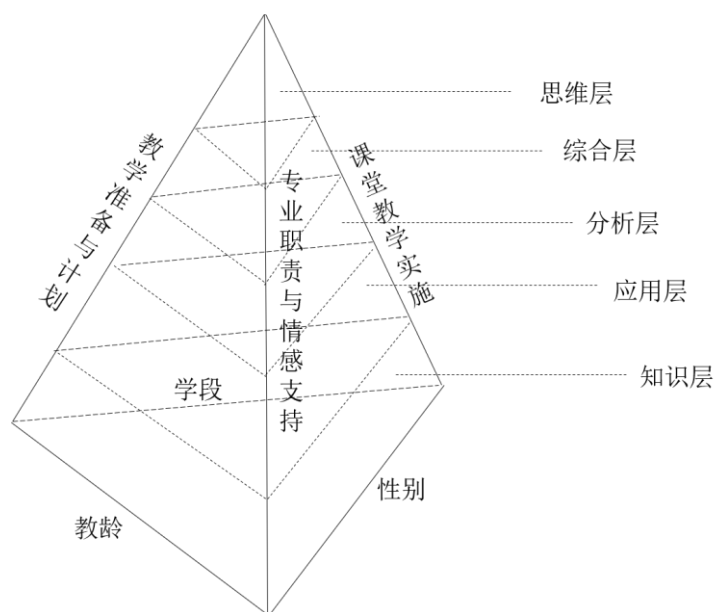 思维层
综合层
分析层
应用层
知识层
教学准备与计划
专业职责与情感支持
课堂教学实施
学段
教龄
性别